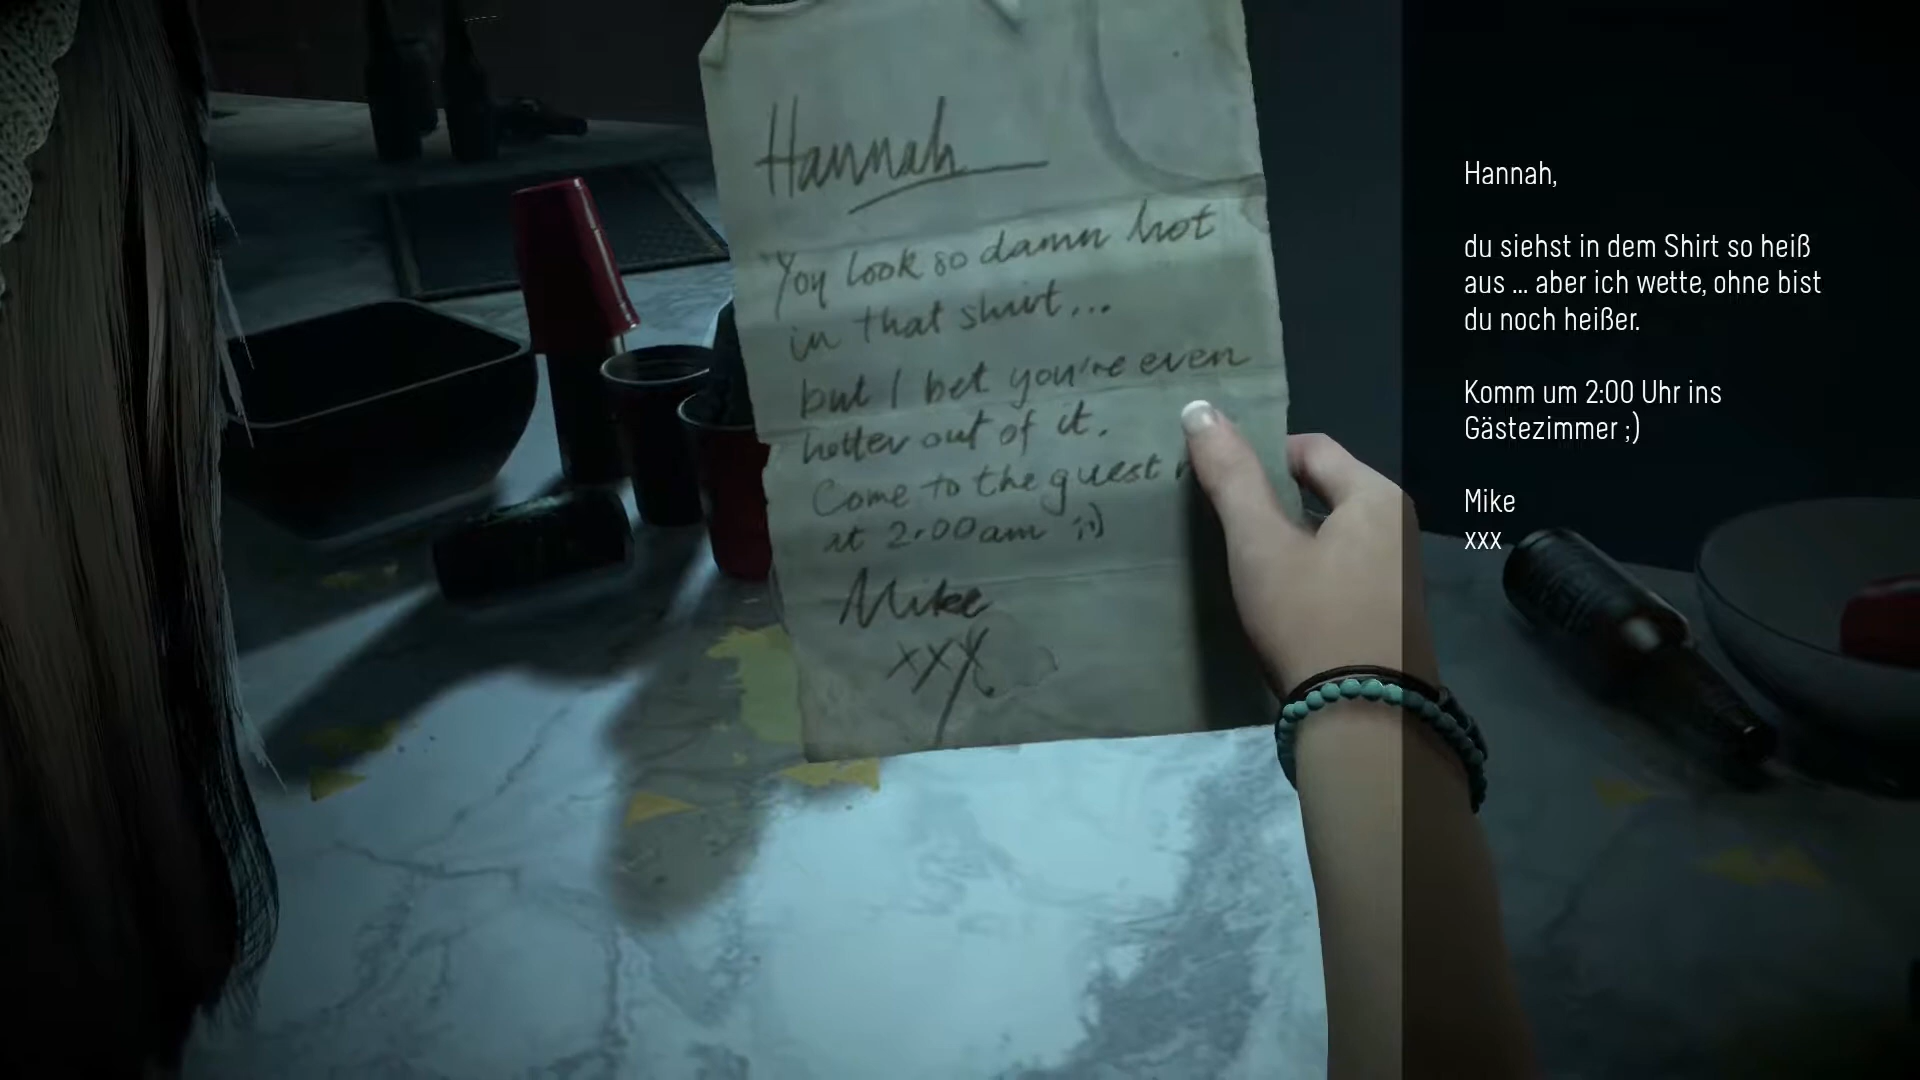 Hannah
You look so damn hot
in that shirt...
but I bet you're even
hotter out of it.
Come to the guest
at 2:00am ;)
Mike
xxx
Hannah,
du siehst in dem Shirt so heiß
aus ... aber ich wette, ohne bist
du noch heißer.
Komm um 2:00 Uhr ins
Gästezimmer ;)
Mike
xxx